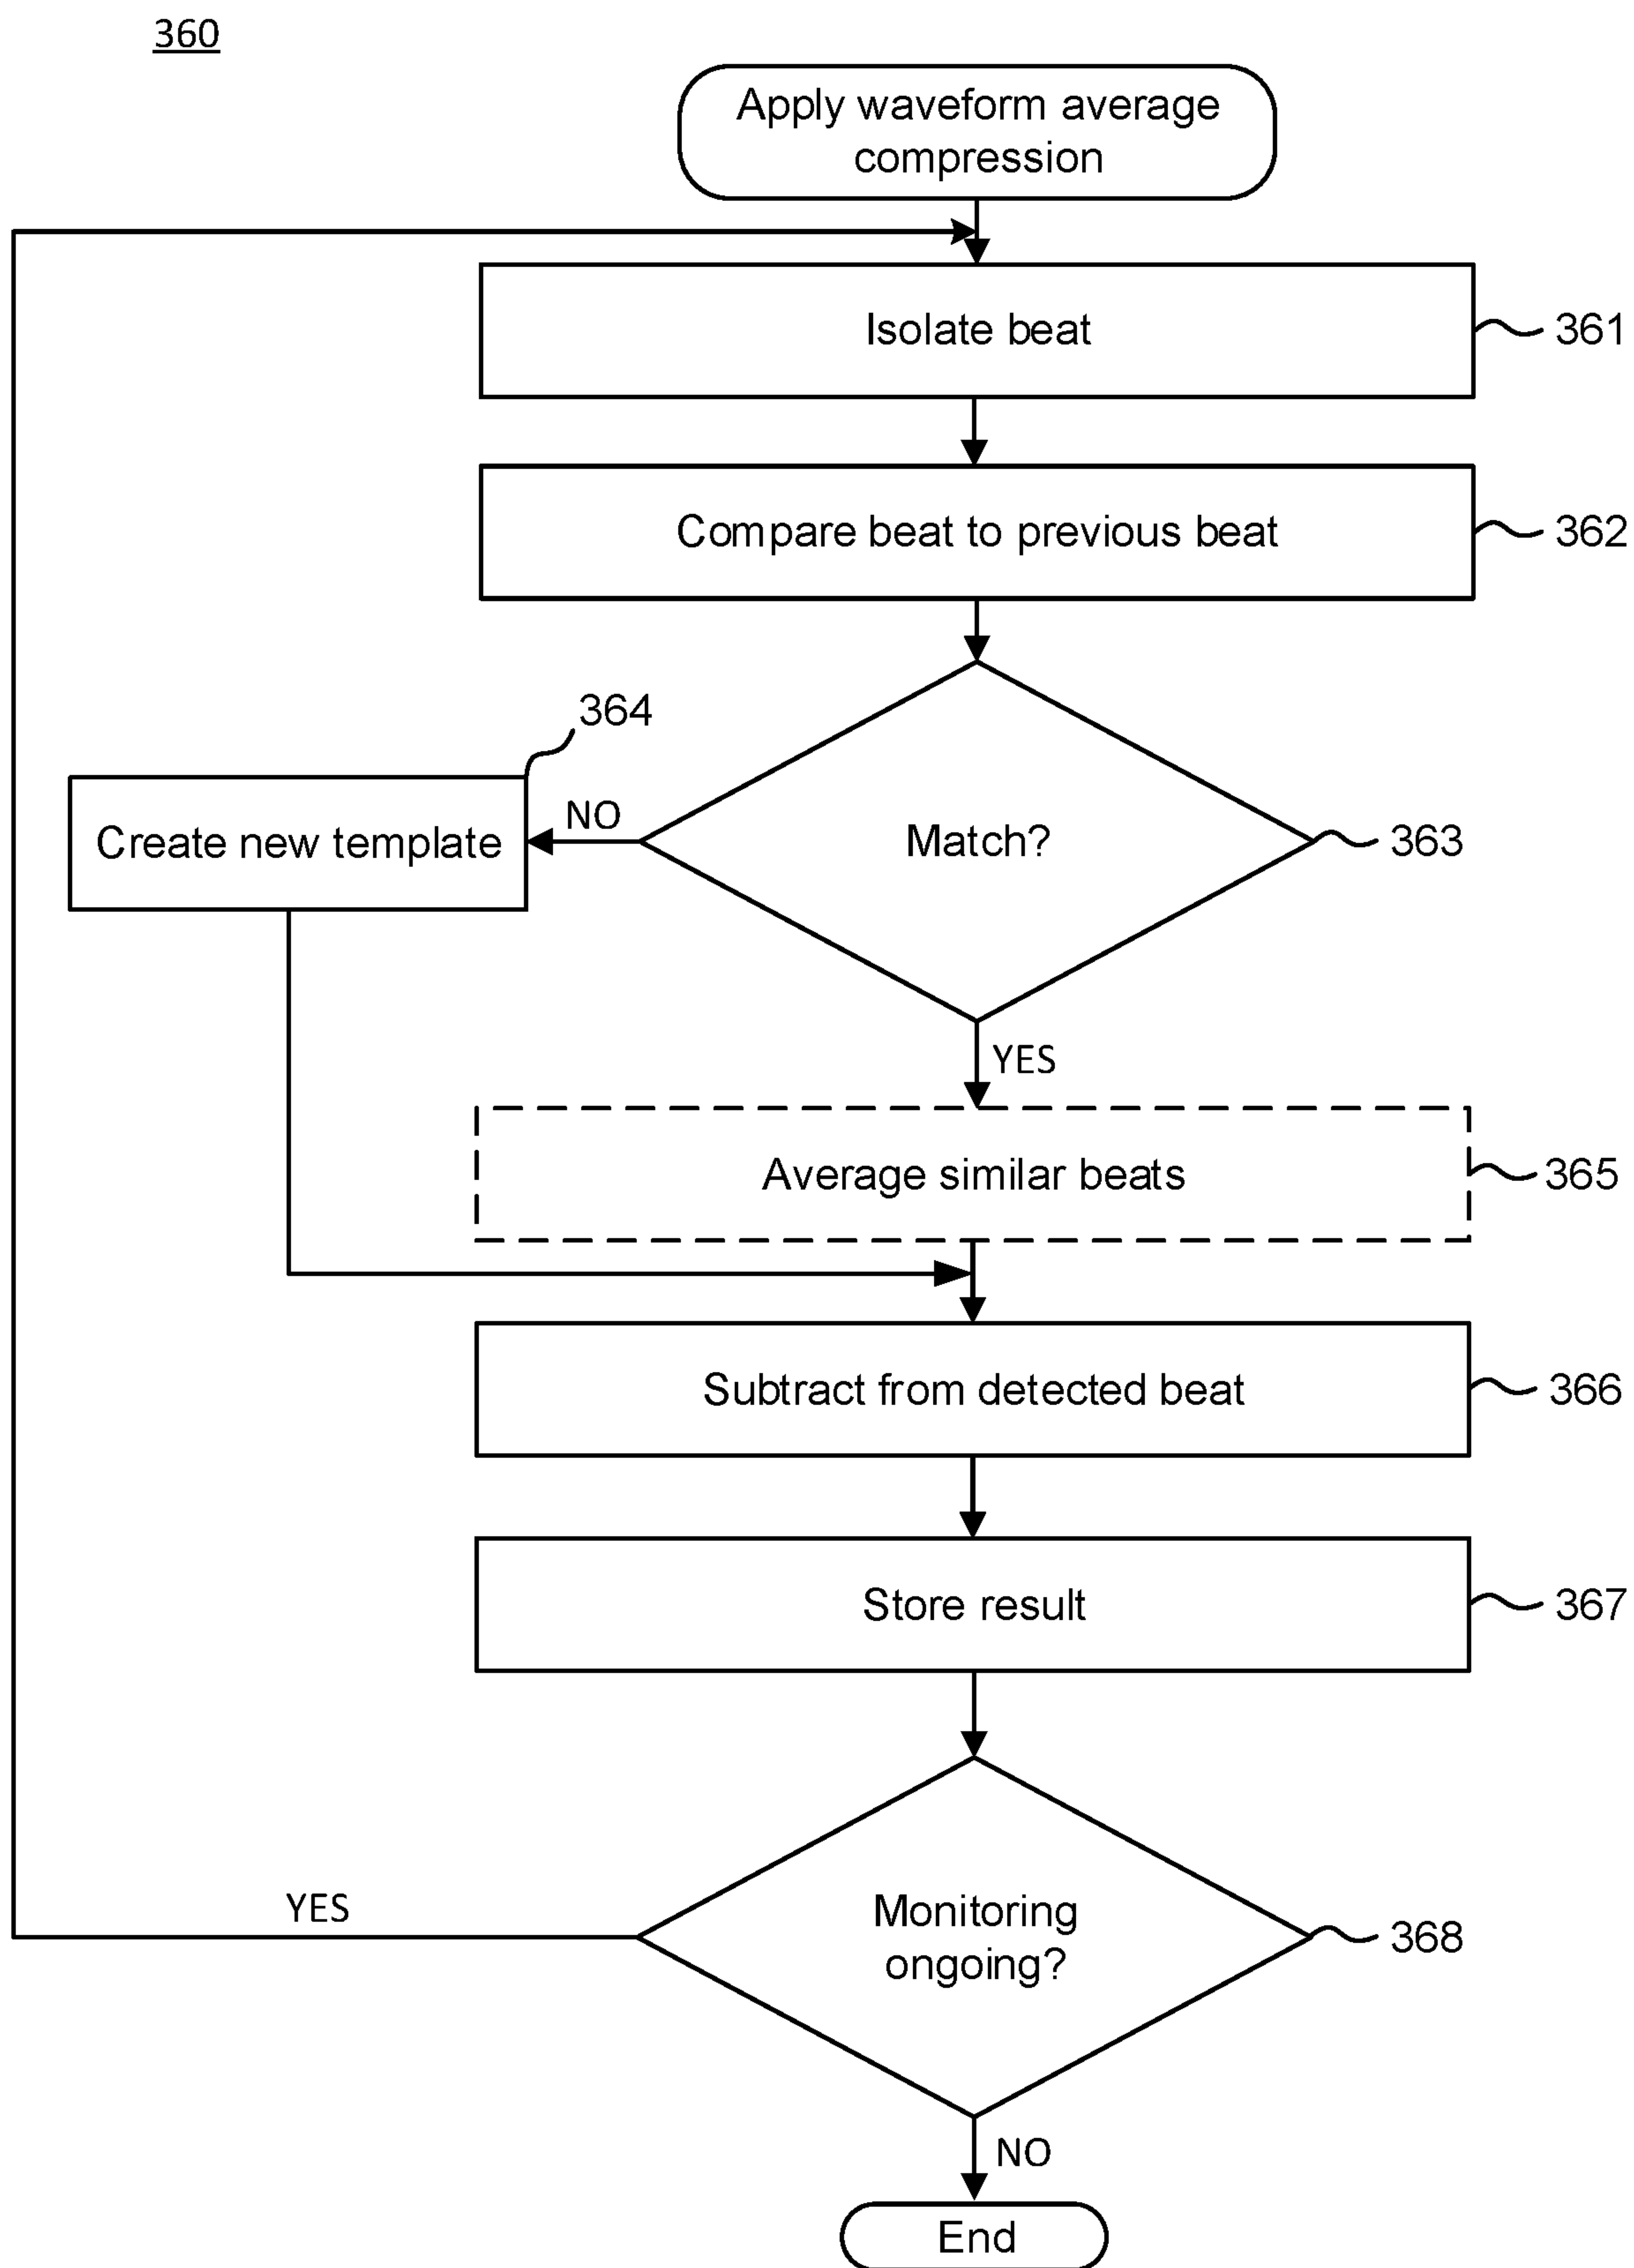 360
Apply waveform average
compression
Isolate beat
361
Compare beat to previous beat
362
364
Create new template
NO
Match?
363
YES
Average similar beats
365
Subtract from detected beat
366
Store result
367
YES
Monitoring
ongoing?
368
NO
End